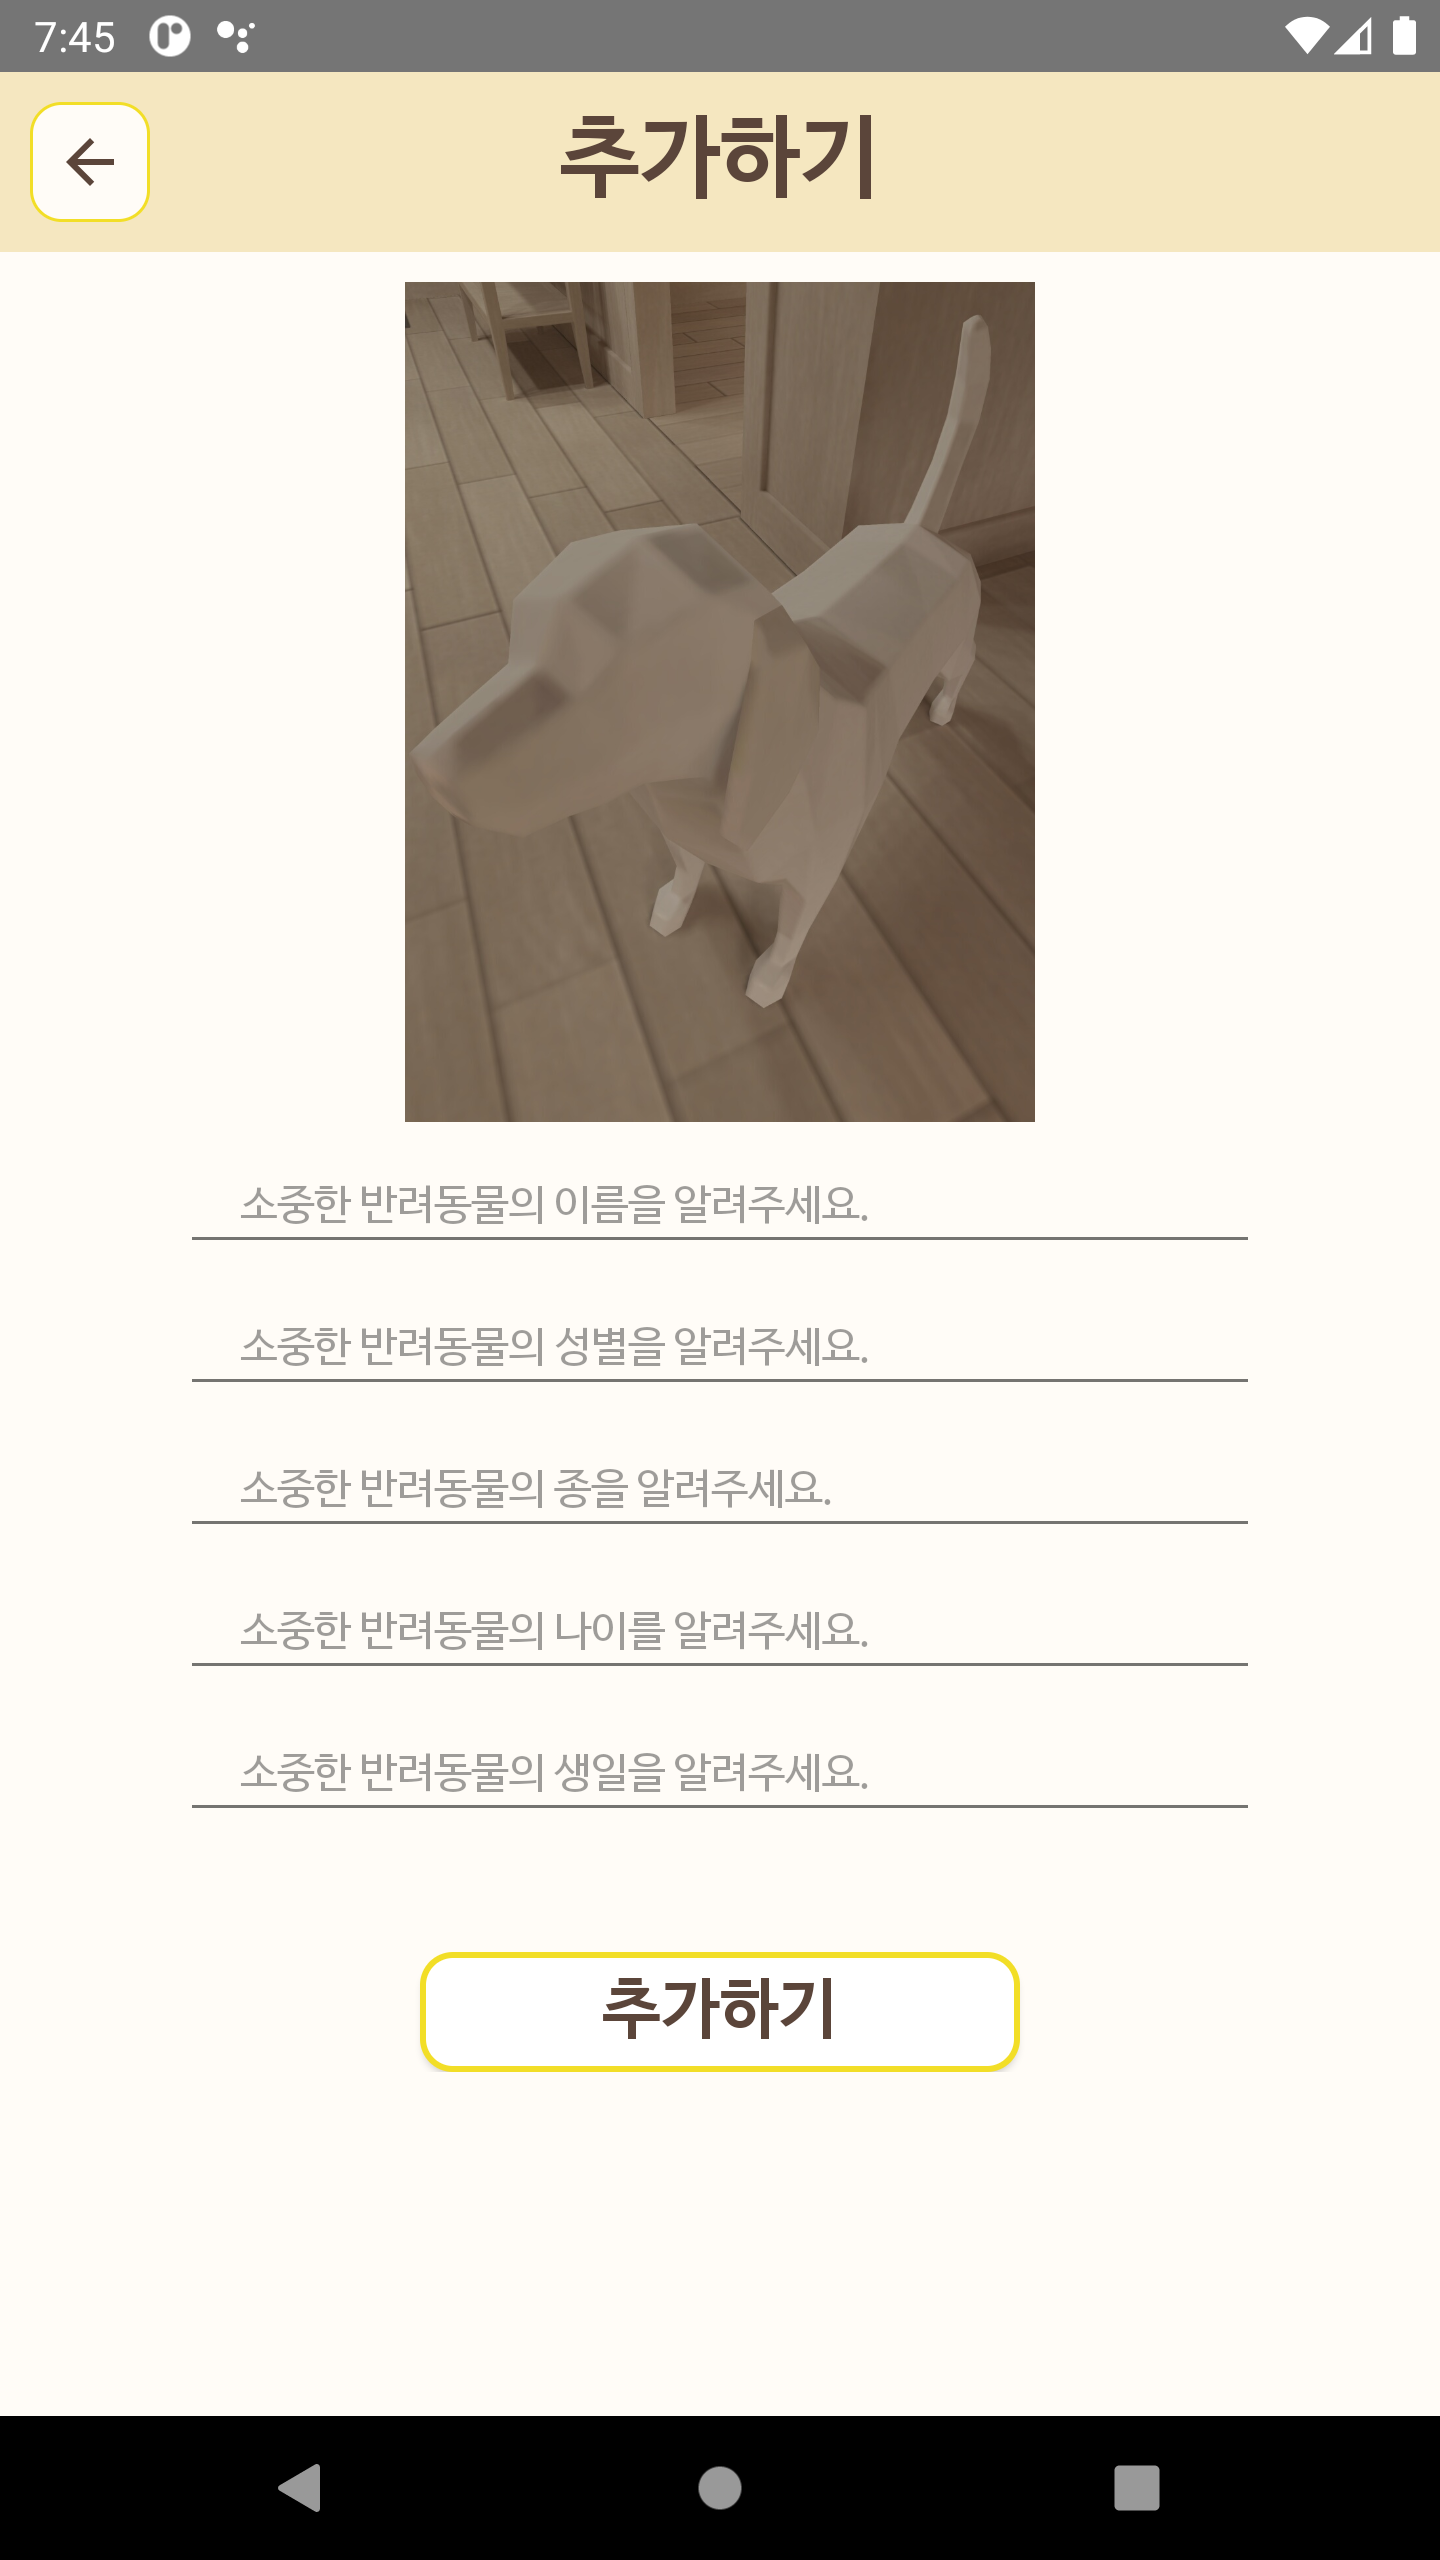 7:45
추가하기
소중한 반려동물의 이름을 알려주세요.
소중한 반려동물의 성별을 알려주세요.
소중한 반려동물의 종을 알려주세요.
소중한 반려동물의 나이를 알려주세요.
소중한 반려동물의 생일을 알려주세요.
추가하기